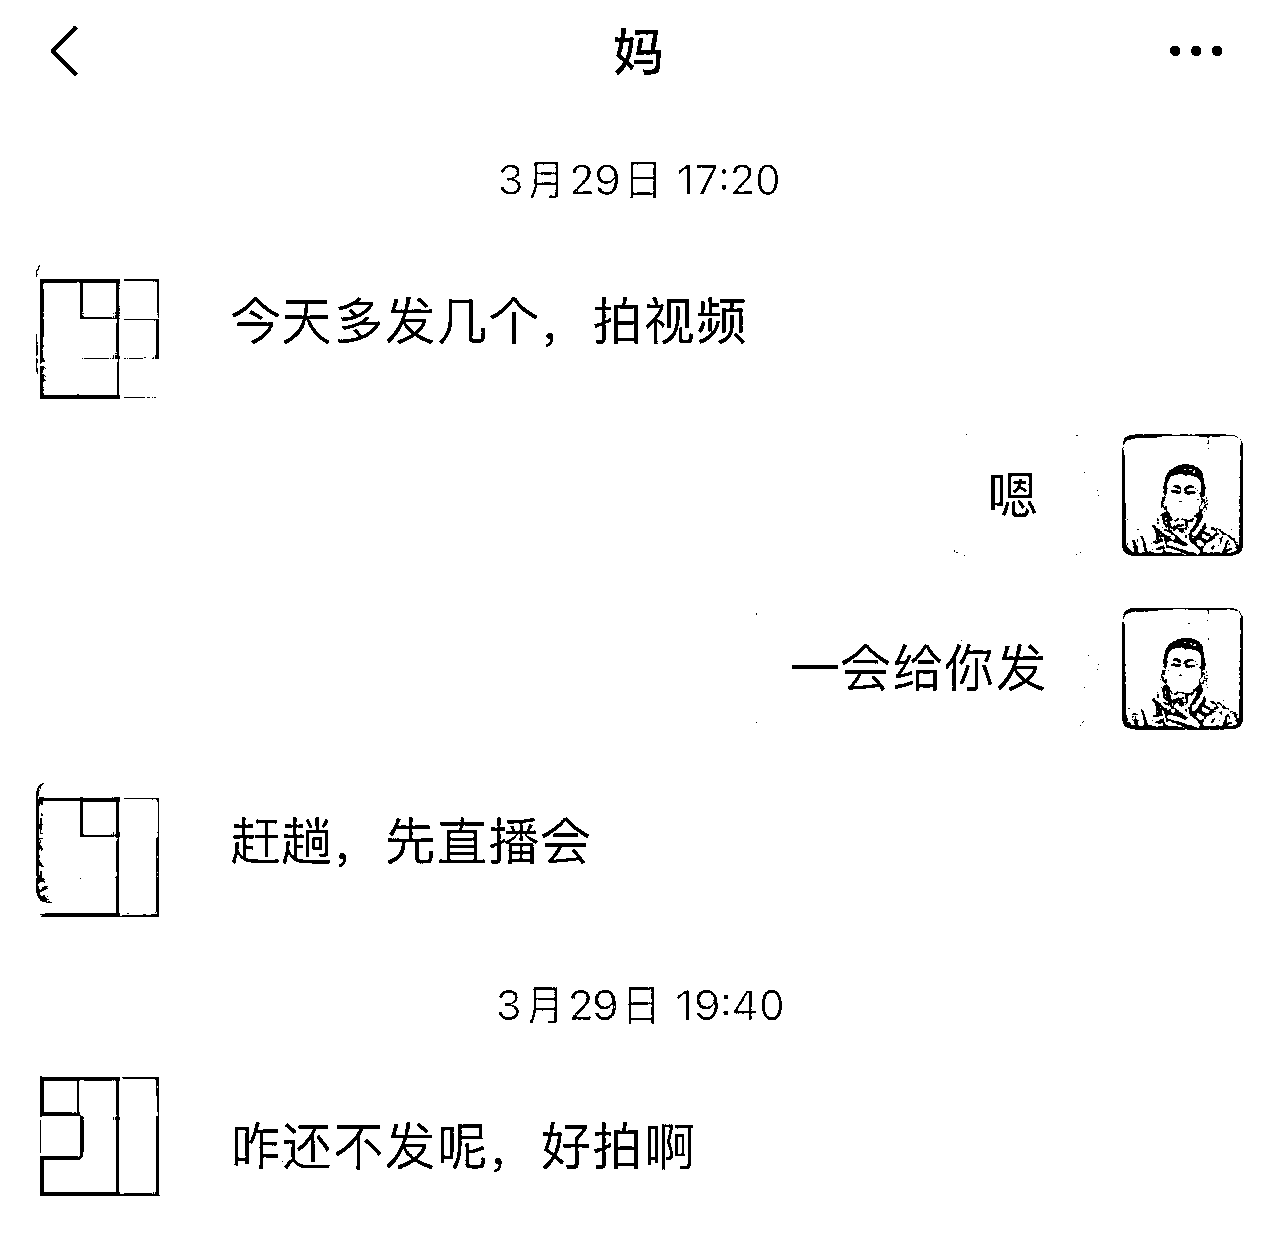 妈
3月29日 17:20
今天多发几个，拍视频
嗯
一会给你发
赶趟，先直播会
3月29日 19:40
咋还不发呢，好拍啊